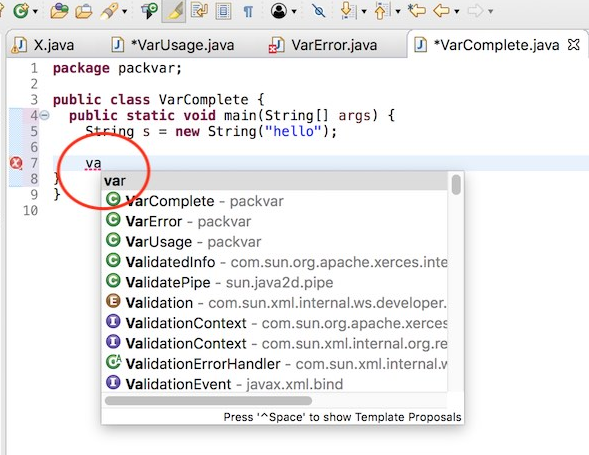 X.java *VarUsage.java VarError.java *VarComplete.java
1 package packvar;
2
3 public class VarComplete {
4 public static void main(String[] args) {
5 String s = new String("hello");
6
7 va
8 }
9 }
10
var
VarComplete - packvar
VarError - packvar
VarUsage - packvar
ValidatedInfo - com.sun.org.apache.xerces.inte
ValidatePipe - sun.java2d.pipe
Validation - com.sun.xml.internal.ws.developer.
ValidationContext - com.sun.org.apache.xerces
ValidationContext - com.sun.xml.internal.org.re
ValidationErrorHandler - com.sun.xml.internal.w
ValidationEvent - javax.xml.bind
Press '^Space' to show Template Proposals